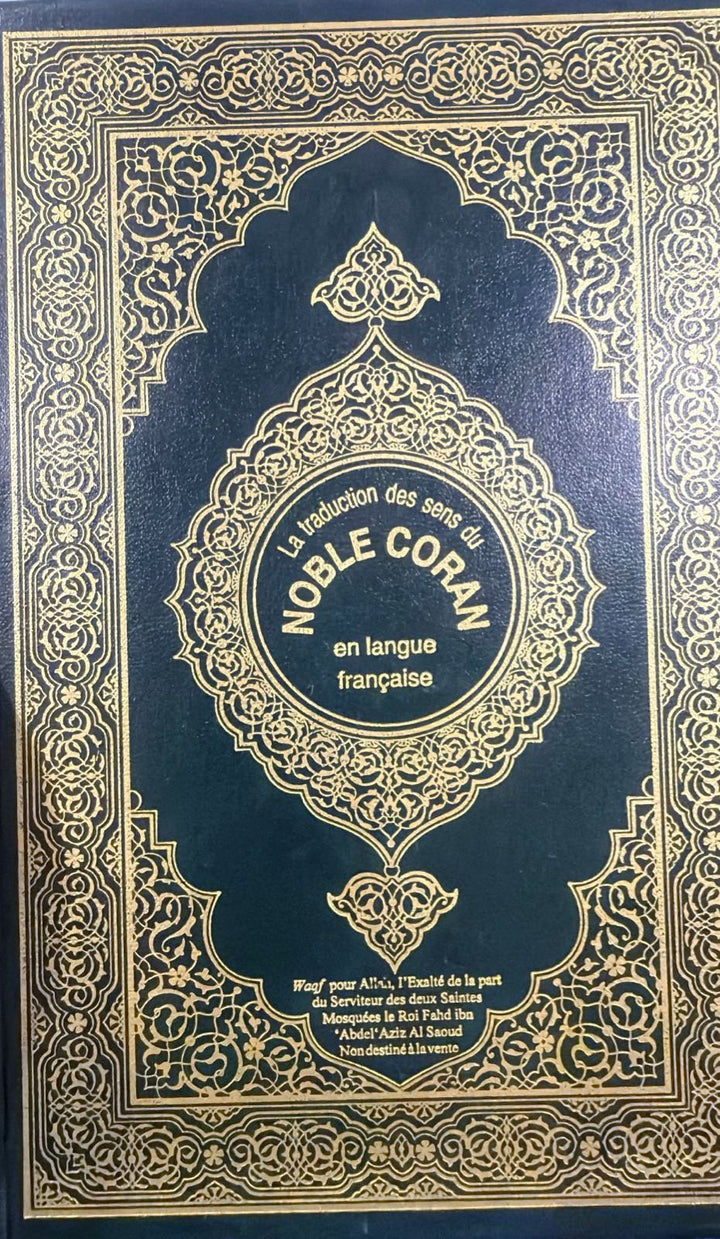 La traduction des sens du
NOBLE CORAN
en langue
française
Waqf pour Allah, l'Exalté de la part
du Serviteur des deux Saintes
Mosquées le Roi Fahd ibn
'Abdel'Aziz Al Saoud
Non destiné à la vente